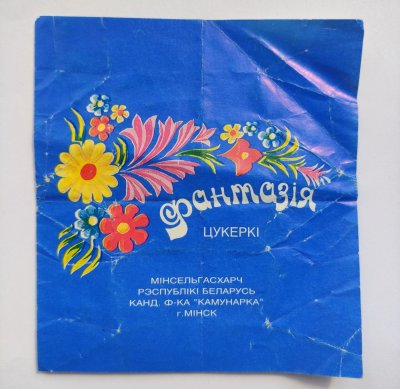 Фантазія
ЦУКЕРКІ
МІНСЕЛЬГАСХАРЧ
РЭСПУБЛІКІ БЕЛАРУСЬ
КАНД. Ф-КА "КАМУНАРКА"
г.МІНСК